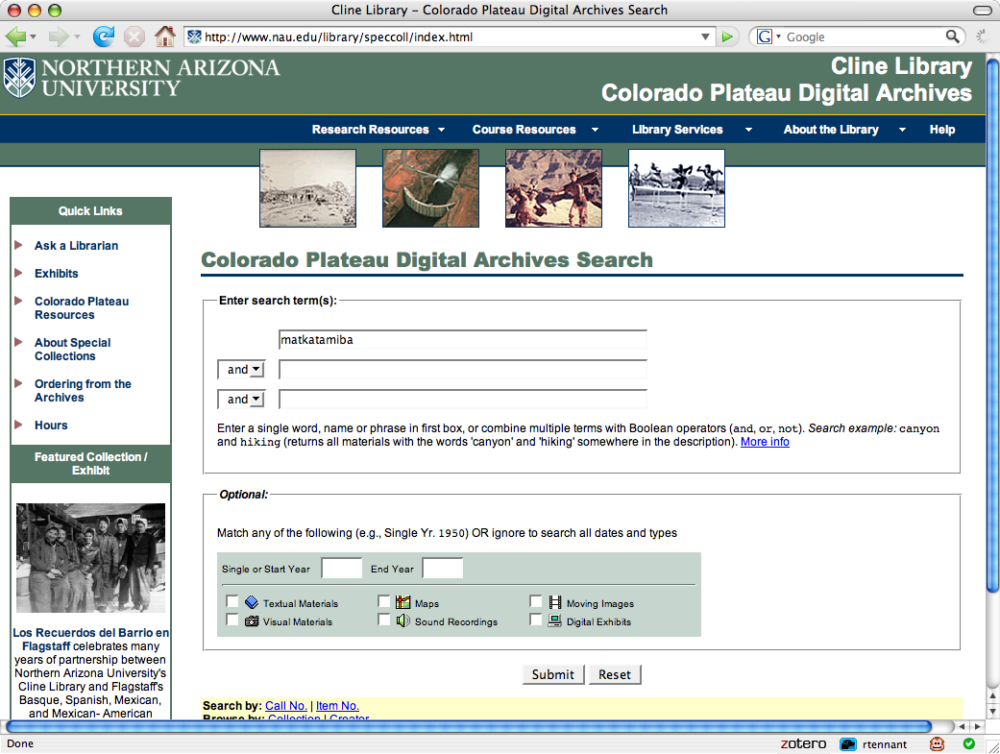 Cline Library – Colorado Plateau Digital Archives Search
http://www.nau.edu/library/speccoll/index.html
G
Google
NORTHERN ARIZONA
UNIVERSITY
Cline Library
Colorado Plateau Digital Archives
Research Resources Course Resources Library Services About the Library Help
Quick Links
Ask a Librarian
Exhibits
Colorado Plateau
Resources
About Special
Collections
Ordering from the
Archives
Hours
Featured Collection /
Exhibit
Los Recuerdos del Barrio en
Flagstaff celebrates many
years of partnership between
Northern Arizona University's
Cline Library and Flagstaff's
Basque, Spanish, Mexican,
and Mexican- American
Colorado Plateau Digital Archives Search
Enter search term(s):
matkatamiba
and
and
Enter a single word, name or phrase in first box, or combine multiple terms with Boolean operators (and, or, not). Search example: canyon
and hiking (returns all materials with the words 'canyon' and 'hiking' somewhere in the description). More info
Optional:
Match any of the following (e.g., Single Yr. 1950) OR ignore to search all dates and types
Single or Start Year End Year
Textual Materials Maps Moving Images
Visual Materials Sound Recordings Digital Exhibits
Submit Reset
Search by: Call No. | Item No.
Browse by: Collection | Creator
Done
zotero
rtennant